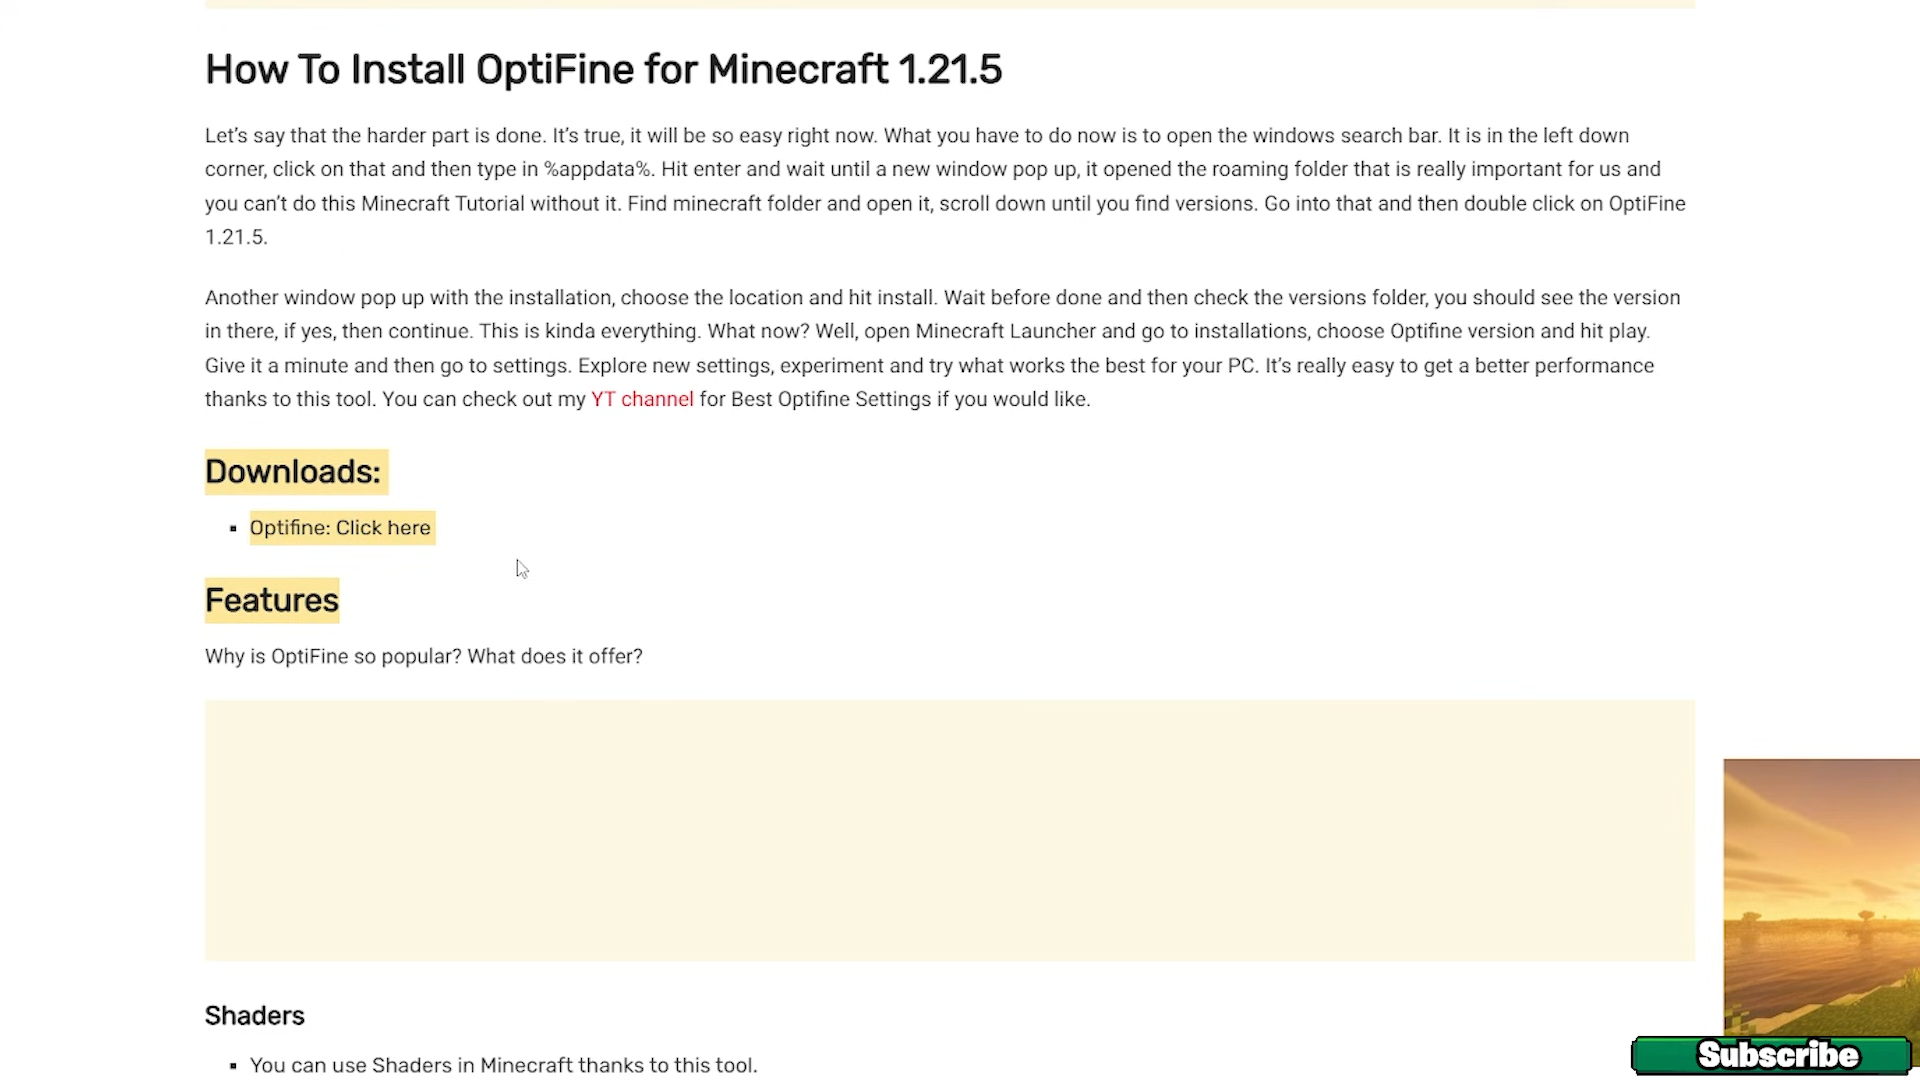 How To Install OptiFine for Minecraft 1.21.5
Let's say that the harder part is done. It's true, it will be so easy right now. What you have to do now is to open the windows search bar. It is in the left down
corner, click on that and then type in %appdata%. Hit enter and wait until a new window pop up, it opened the roaming folder that is really important for us and
you can't do this Minecraft Tutorial without it. Find minecraft folder and open it, scroll down until you find versions. Go into that and then double click on OptiFine
1.21.5.
Another window pop up with the installation, choose the location and hit install. Wait before done and then check the versions folder, you should see the version
in there, if yes, then continue. This is kinda everything. What now? Well, open Minecraft Launcher and go to installations, choose Optifine version and hit play.
Give it a minute and then go to settings. Explore new settings, experiment and try what works the best for your PC. It's really easy to get a better performance
thanks to this tool. You can check out my YT channel for Best Optifine Settings if you would like.
Downloads:
▪ Optifine: Click here
Features
Why is OptiFine so popular? What does it offer?
Shaders
▪ You can use Shaders in Minecraft thanks to this tool.
Subscribe